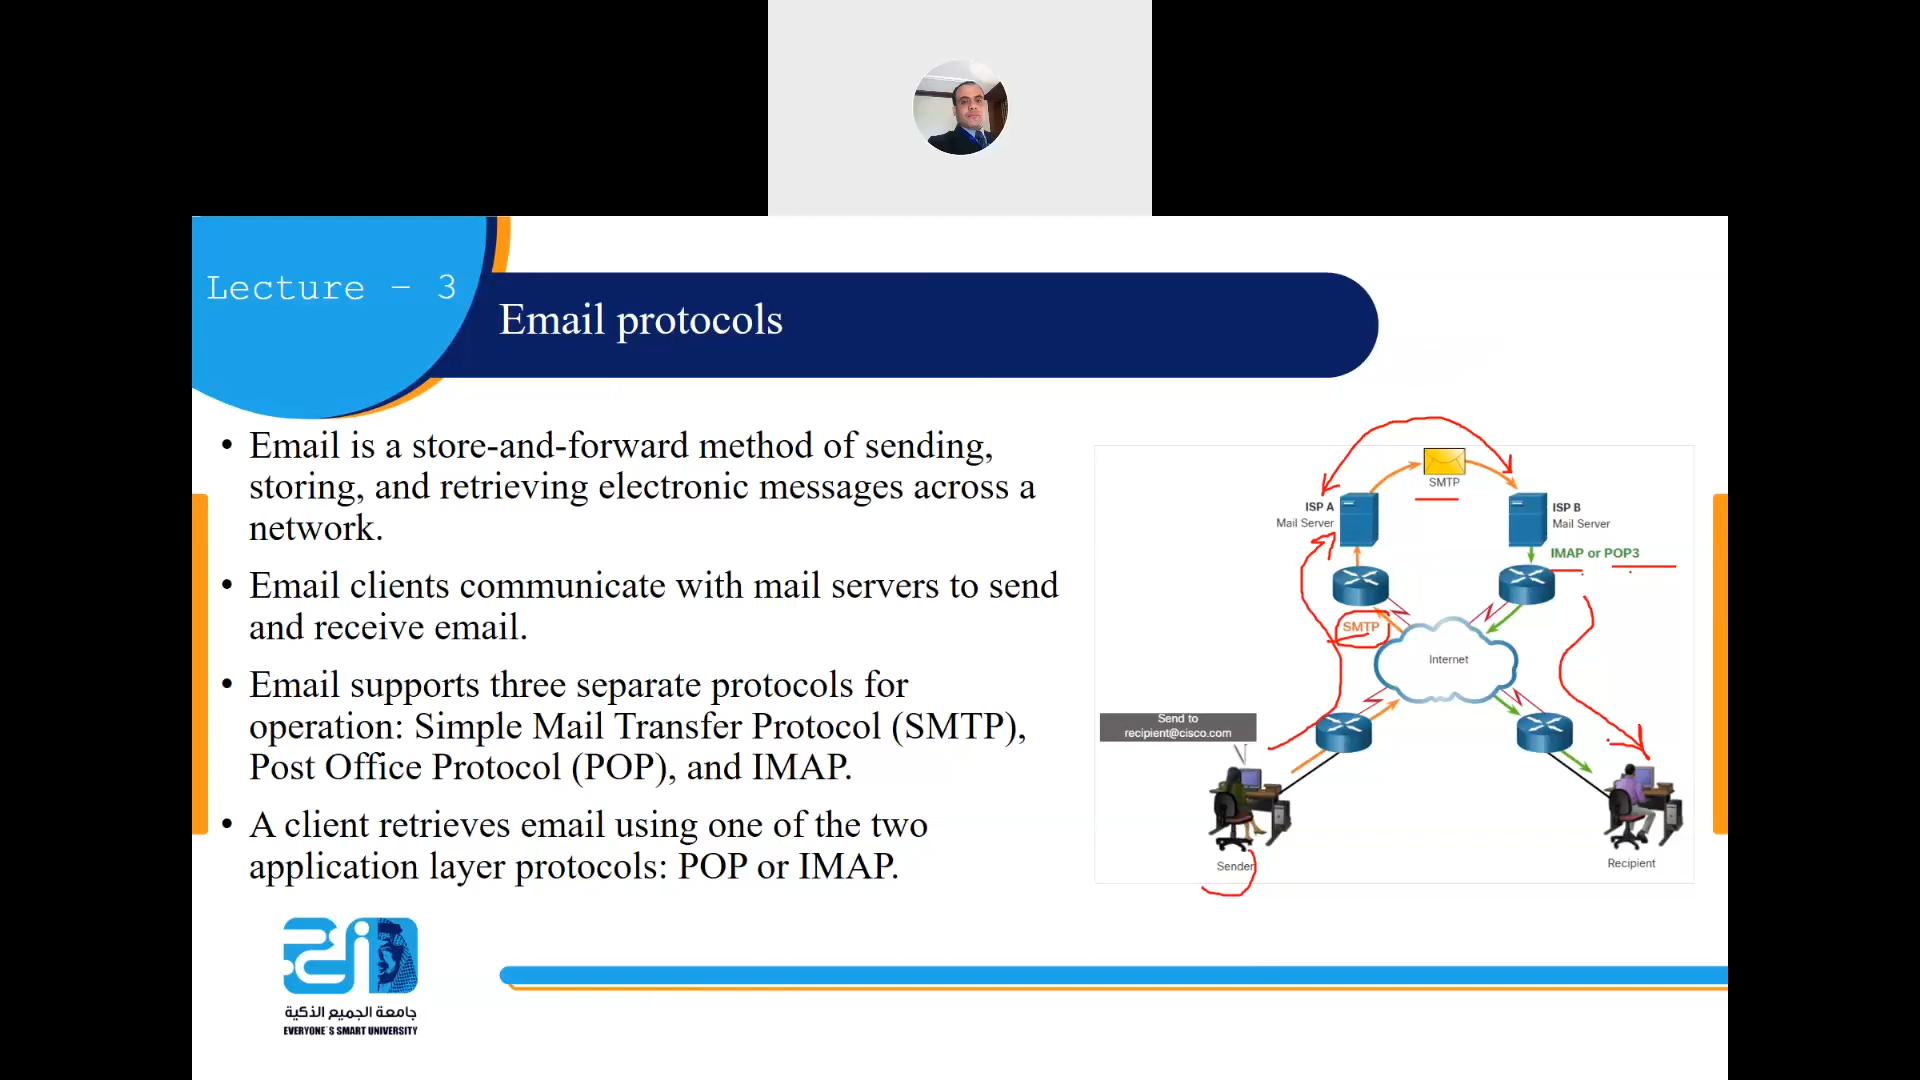 Lecture – 3
Email protocols
• Email is a store-and-forward method of sending,
storing, and retrieving electronic messages across a
network.
• Email clients communicate with mail servers to send
and receive email.
• Email supports three separate protocols for
operation: Simple Mail Transfer Protocol (SMTP),
Post Office Protocol (POP), and IMAP.
• A client retrieves email using one of the two
application layer protocols: POP or IMAP.
SMTP
ISP A
Mail Server
ISP B
Mail Server
IMAP or POP3
SMTP
Internet
Send to
recipient@cisco.com
Sender
Recipient
جامعة الجميع الذكية
EVERYONE`S SMART UNIVERSITY